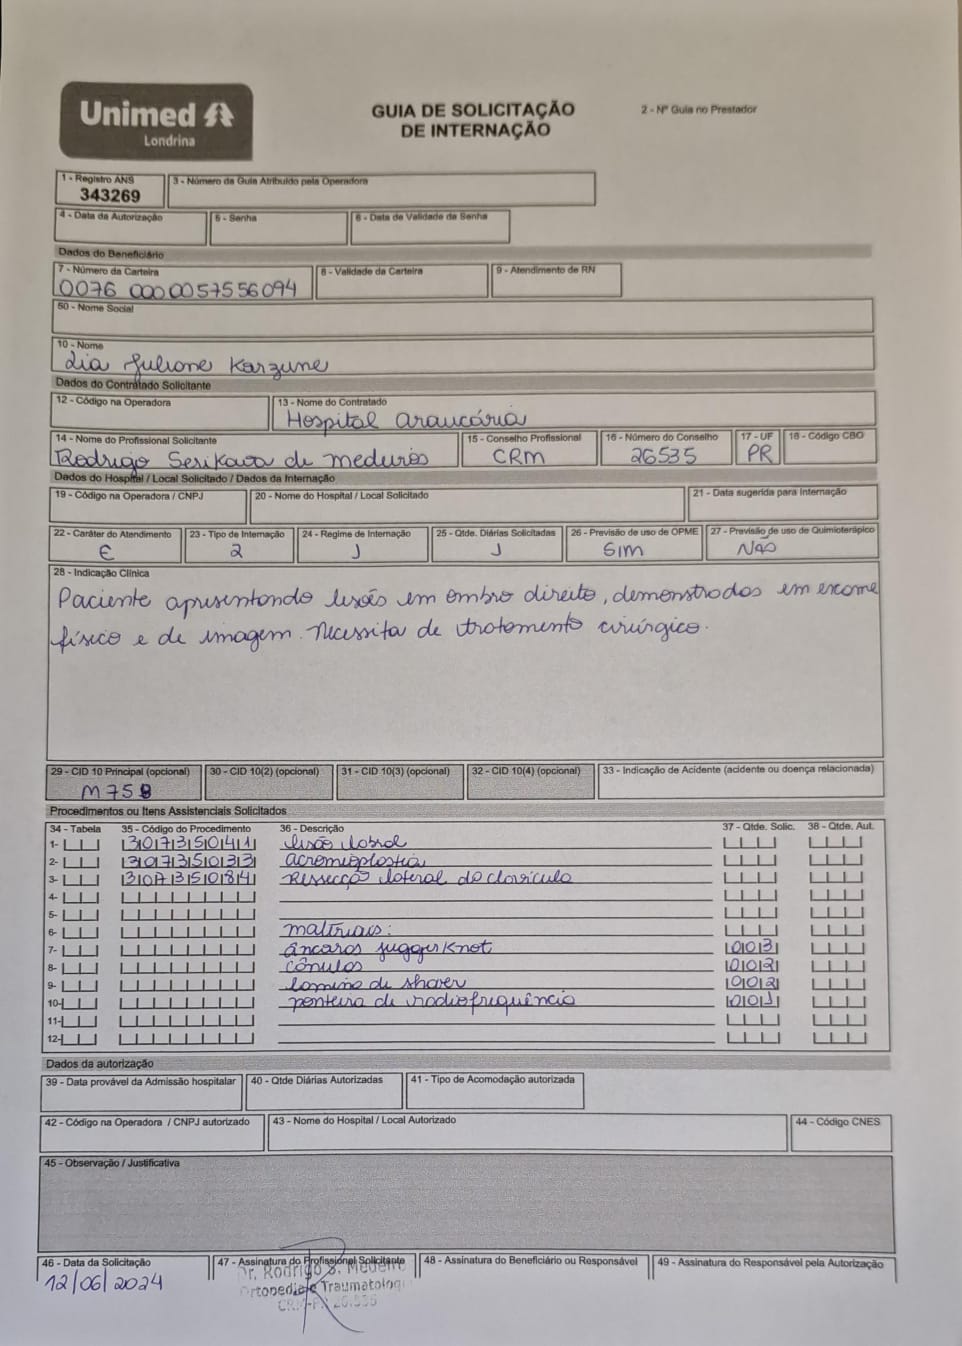 Unimed
Londrina
GUIA DE SOLICITAÇÃO
DE INTERNAÇÃO
2 - Nº Guia no Prestador
1 - Registro ANS
343269
3 - Número da Guia Atribuído pela Operadora
4 - Data da Autorização
5 - Senha
6 - Data de Validade da Senha
Dados do Beneficiário
7 - Número da Carteira
0076 0000057556094
8 - Validade da Carteira
9 - Atendimento de RN
50 - Nome Social
10 - Nome
Lia Juliane Karzune
Dados do Contratado Solicitante
12 - Código na Operadora
13 - Nome do Contratado
Hospital Araucária
14 - Nome do Profissional Solicitante
Rodrigo Serikawa de Medeiros
15 - Conselho Profissional
CRM
16 - Número do Conselho
26535
17 - UF
PR
18 - Código CBO
Dados do Hospital / Local Solicitado / Dados da Internação
19 - Código na Operadora / CNPJ
20 - Nome do Hospital / Local Solicitado
21 - Data sugerida para Internação
22 - Caráter do Atendimento
E
23 - Tipo de Internação
2
24 - Regime de Internação
1
25 - Qtde. Diárias Solicitadas
1
26 - Previsão de uso de OPME
SIM
27 - Previsão de uso de Quimioterápico
NÃO
28 - Indicação Clínica
Paciente apresentando lesões em ombro direito, demonstrados em exame
físico e de imagem. Necessita de tratamento cirúrgico.
29 - CID 10 Principal (opcional)
M758
30 - CID 10(2) (opcional)
31 - CID 10(3) (opcional)
32 - CID 10(4) (opcional)
33 - Indicação de Acidente (acidente ou doença relacionada)
Procedimentos ou Itens Assistenciais Solicitados
34 - Tabela 35 - Código do Procedimento 36 - Descrição 37 - Qtde. Solic. 38 - Qtde. Aut.
1- 30735041 lesão labral
2- 30735033 acromioplastia
3- 30735084 Ressecção lateral da clavícula
4-
5-
6- materiais:
7- âncoras juggerKnot 003
8- cânulas 002
9- lamina de shaver 002
10- ponteira de radiofrequência 001
11-
12-
Dados da autorização
39 - Data provável da Admissão hospitalar
40 - Qtde Diárias Autorizadas
41 - Tipo de Acomodação autorizada
42 - Código na Operadora / CNPJ autorizado
43 - Nome do Hospital / Local Autorizado
44 - Código CNES
45 - Observação / Justificativa
46 - Data da Solicitação
12/06/2024
47 - Assinatura do Profissional Solicitante
Dr. Rodrigo S. Medeiro
Ortopedia e Traumatologi
48 - Assinatura do Beneficiário ou Responsável
49 - Assinatura do Responsável pela Autorização